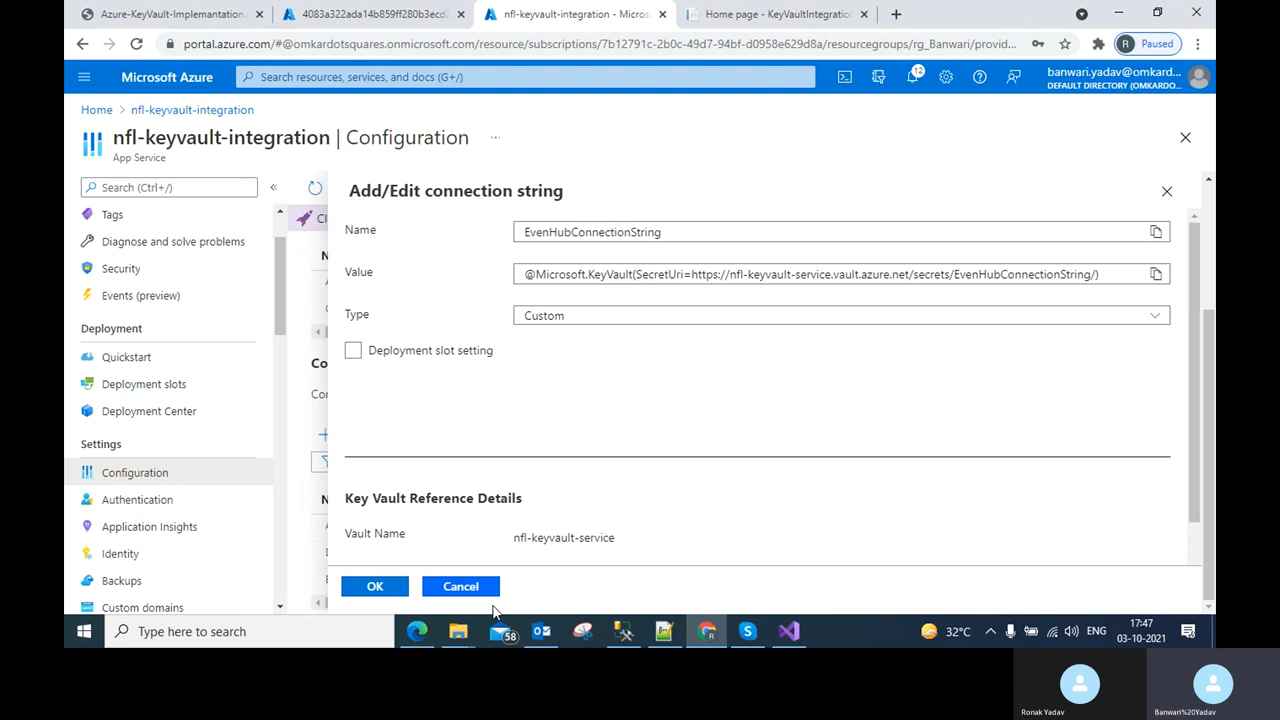 Azure-KeyVault-Implemantation.
4083a322ada14b859ff280b3ecd
nfl-keyvault-integration - Micros
Home page - KeyVaultIntegration
portal.azure.com/#@omkardotsquares.onmicrosoft.com/resource/subscriptions/7b12791c-2b0c-49d7-94bf-d0958e629d8a/resourcegroups/rg_Banwari/provid...
R Paused
Microsoft Azure
Search resources, services, and docs (G+/)
12
banwari.yadav@omkard...
DEFAULT DIRECTORY (OMKARDO...
Home > nfl-keyvault-integration
nfl-keyvault-integration | Configuration ...
App Service
Search (Ctrl+/) «
Tags
Diagnose and solve problems
Security
Events (preview)
Deployment
Quickstart
Deployment slots
Deployment Center
Settings
Configuration
Authentication
Application Insights
Identity
Backups
Custom domains
Cl
N
Co
Con
N
Add/Edit connection string
Name
EvenHubConnectionString
Value
@Microsoft.KeyVault(SecretUri=https://nfl-keyvault-service.vault.azure.net/secrets/EvenHubConnectionString/)
Type
Custom
Deployment slot setting
Key Vault Reference Details
Vault Name
nfl-keyvault-service
OK
Cancel
Type here to search
58
32°C
ENG
17:47
03-10-2021
Ronak Yadav
Banwari%20Yadav